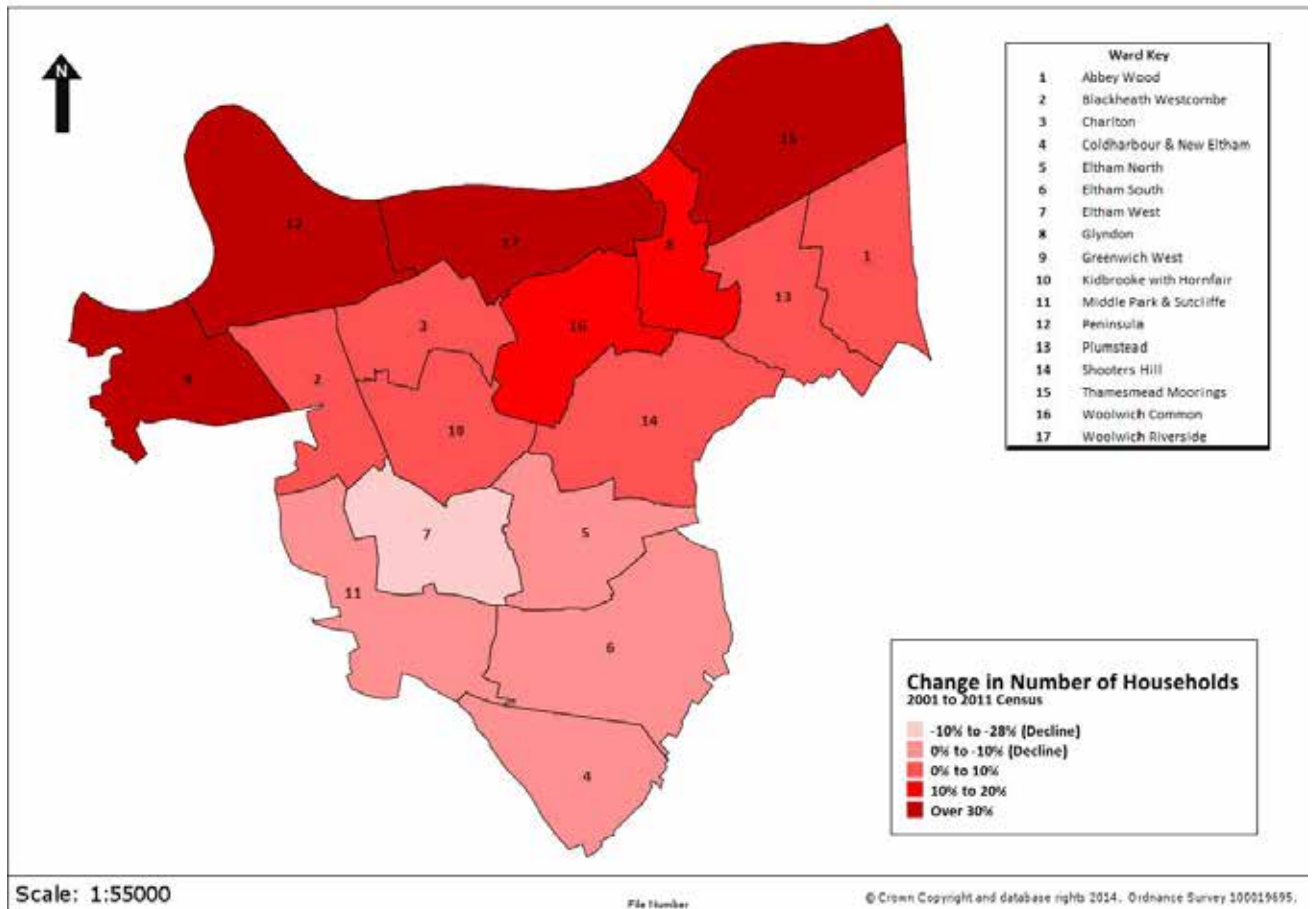 N
Ward Key
1 Abbey Wood
2 Blackheath Westcombe
3 Charlton
4 Coldharbour & New Eltham
5 Eltham North
6 Eltham South
7 Eltham West
8 Glyndon
9 Greenwich West
10 Kidbrooke with Hornfair
11 Middle Park & Sutcliffe
12 Peninsula
13 Plumstead
14 Shooters Hill
15 Thamesmead Moorings
16 Woolwich Common
17 Woolwich Riverside
15
12
17
8
1
13
3
16
9
2
10
14
7
5
11
6
4
Change in Number of Households
2001 to 2011 Census
-10% to -28% (Decline)
0% to -10% (Decline)
0% to 10%
10% to 20%
Over 30%
Scale: 1:55000
File Number
© Crown Copyright and database rights 2014. Ordnance Survey 100019695.